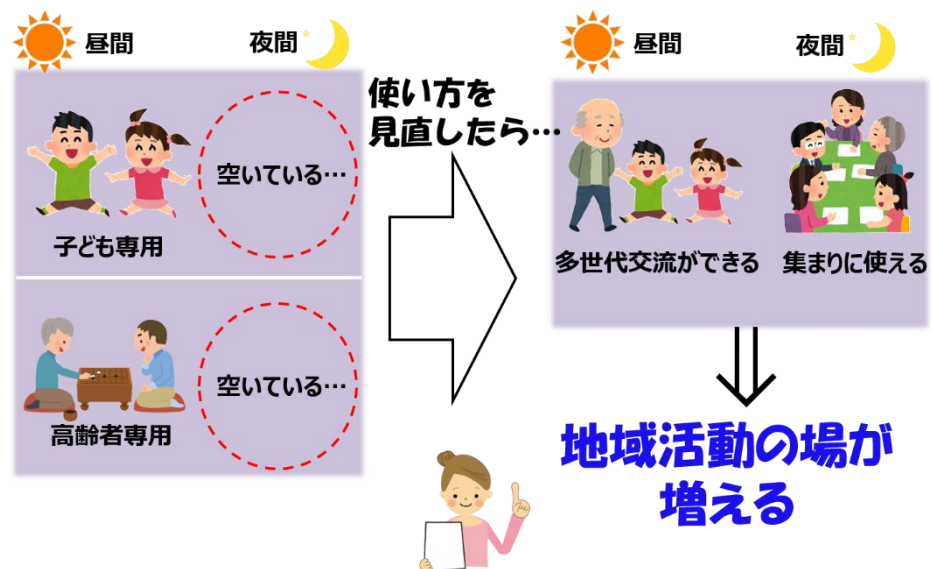 昼間
夜間
空いている…
子ども専用
空いている…
高齢者専用
使い方を
見直したら…
昼間
夜間
多世代交流ができる
集まりに使える
地域活動の場が
増える